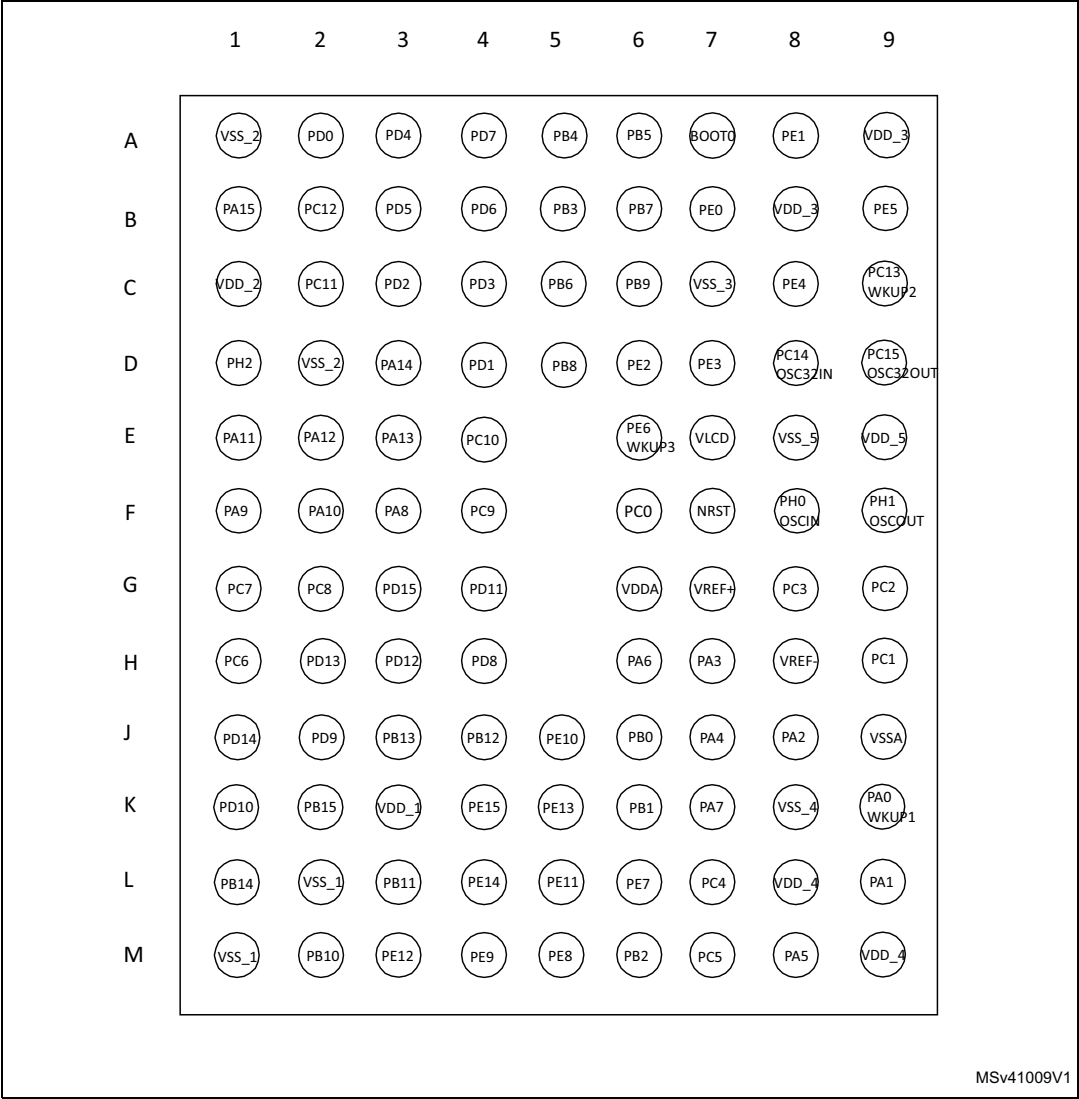 1 2 3 4 5 6 7 8 9
A VSS_2 PD0 PD4 PD7 PB4 PB5 BOOT0 PE1 VDD_3
B PA15 PC12 PD5 PD6 PB3 PB7 PE0 VDD_3 PE5
C VDD_2 PC11 PD2 PD3 PB6 PB9 VSS_3 PE4 PC13
WKUP2
D PH2 VSS_2 PA14 PD1 PB8 PE2 PE3 PC14 PC15
OSC32IN OSC32OUT
E PA11 PA12 PA13 PC10 PE6 VLCD VSS_5 VDD_5
WKUP3
F PA9 PA10 PA8 PC9 PC0 NRST PH0 PH1
OSCIN OSCOUT
G PC7 PC8 PD15 PD11 VDDA VREF+ PC3 PC2
H PC6 PD13 PD12 PD8 PA6 PA3 VREF- PC1
J PD14 PD9 PB13 PB12 PE10 PB0 PA4 PA2 VSSA
K PD10 PB15 VDD_1 PE15 PE13 PB1 PA7 VSS_4 PA0
WKUP1
L PB14 VSS_1 PB11 PE14 PE11 PE7 PC4 VDD_4 PA1
M VSS_1 PB10 PE12 PE9 PE8 PB2 PC5 PA5 VDD_4
MSv41009V1